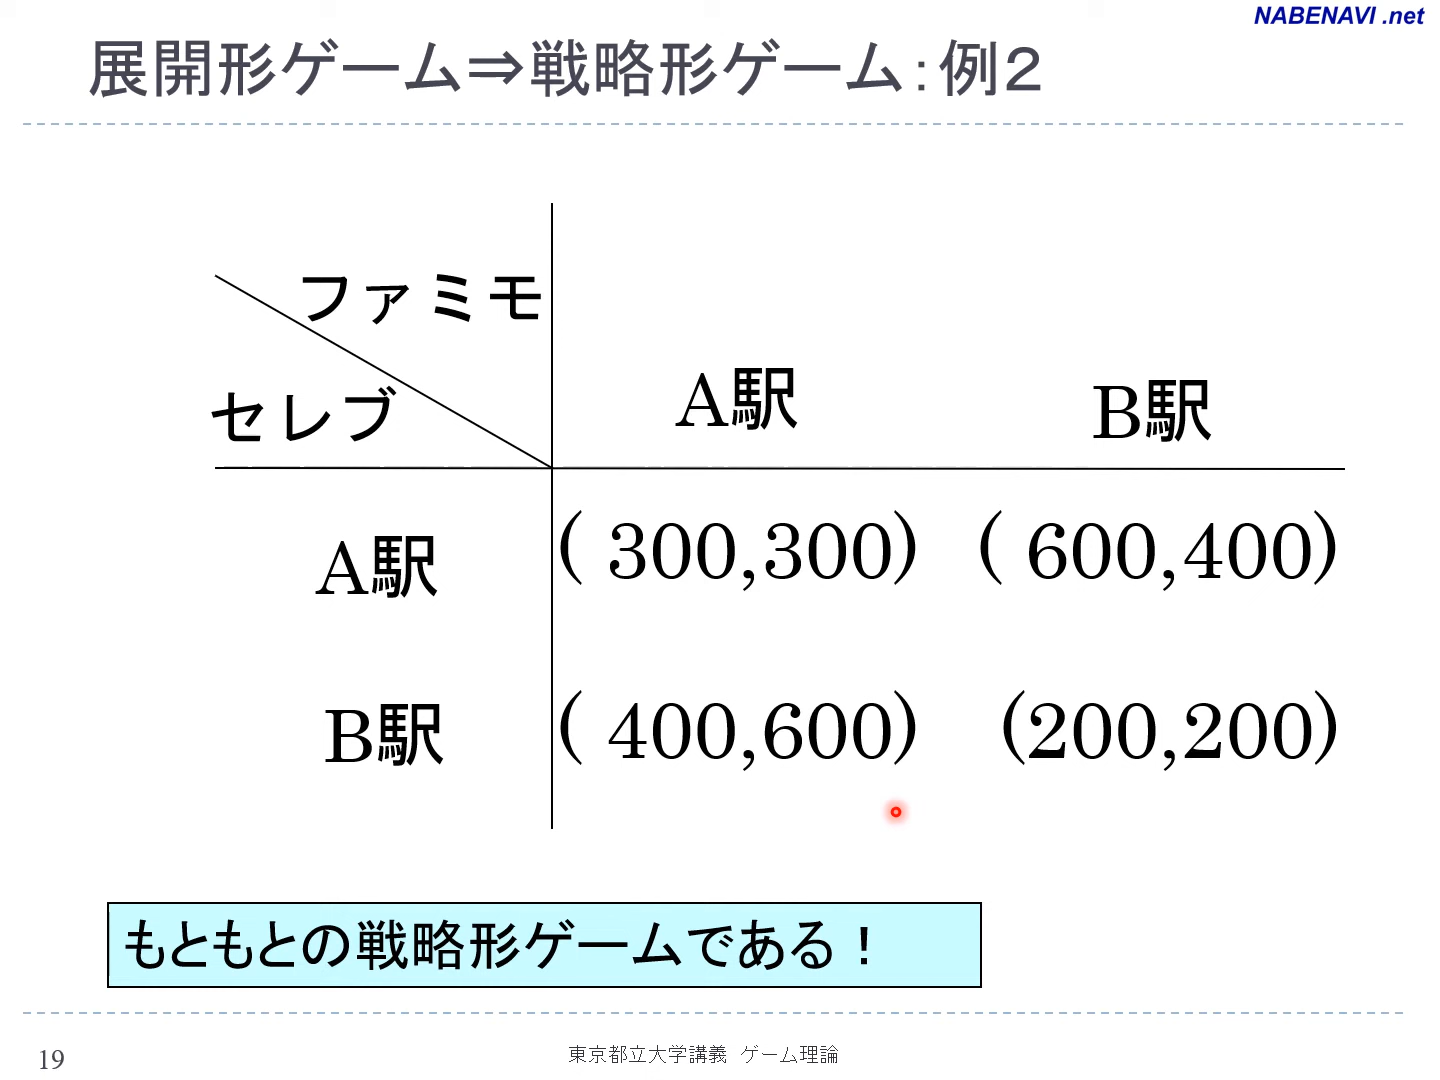 NABENAVI .net
展開形ゲーム⇒戦略形ゲーム：例２
ファミモ
セレブ
A駅
B駅
A駅
( 300,300)
( 600,400)
B駅
( 400,600)
(200,200)
もともとの戦略形ゲームである！
19
東京都立大学講義　ゲーム理論